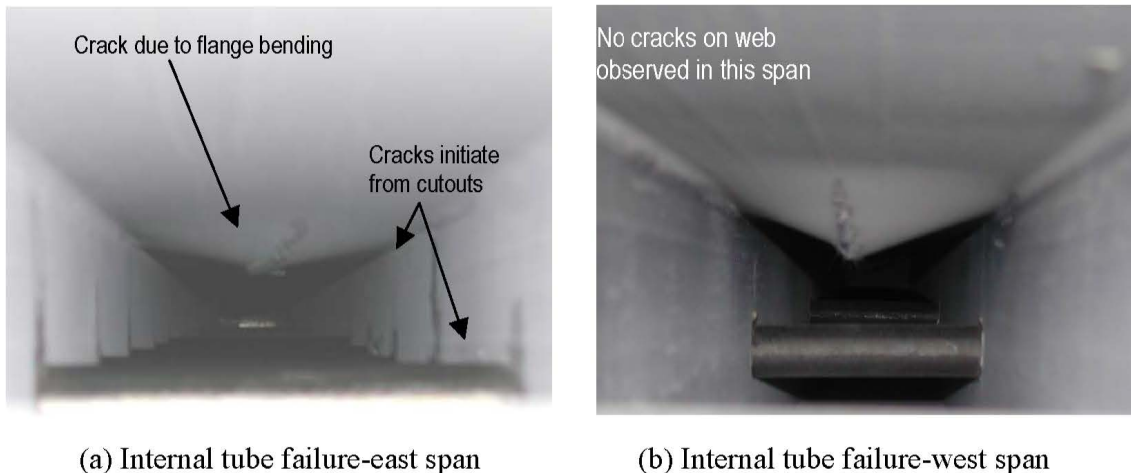 Crack due to flange bending
Cracks initiate
from cutouts
No cracks on web
observed in this span
(a) Internal tube failure-east span
(b) Internal tube failure-west span